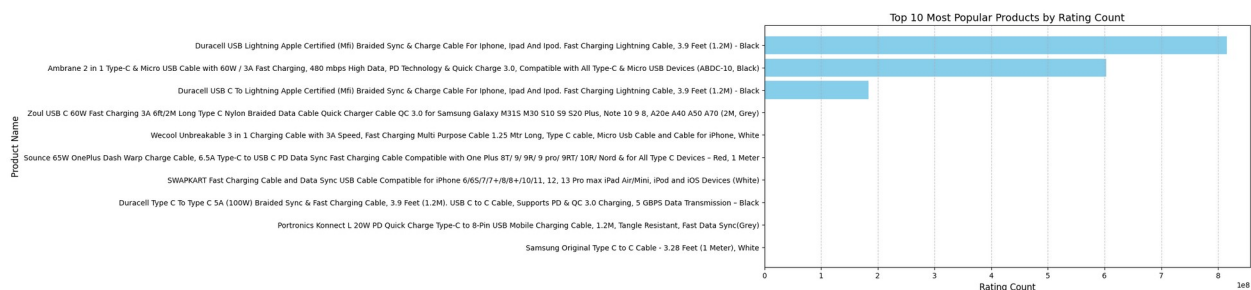 Top 10 Most Popular Products by Rating Count
Product Name
Duracell USB Lightning Apple Certified (Mfi) Braided Sync & Charge Cable For Iphone, Ipad And Ipod. Fast Charging Lightning Cable, 3.9 Feet (1.2M) - Black
Ambrane 2 in 1 Type-C & Micro USB Cable with 60W / 3A Fast Charging, 480 mbps High Data, PD Technology & Quick Charge 3.0, Compatible with All Type-C & Micro USB Devices (ABDC-10, Black)
Duracell USB C To Lightning Apple Certified (Mfi) Braided Sync & Charge Cable For Iphone, Ipad And Ipod. Fast Charging Lightning Cable, 3.9 Feet (1.2M) - Black
Zoul USB C 60W Fast Charging 3A 6ft/2M Long Type C Nylon Braided Data Cable Quick Charger Cable QC 3.0 for Samsung Galaxy M31S M30 S10 S9 S20 Plus, Note 10 9 8, A20e A40 A50 A70 (2M, Grey)
Wecool Unbreakable 3 in 1 Charging Cable with 3A Speed, Fast Charging Multi Purpose Cable 1.25 Mtr Long, Type C cable, Micro Usb Cable and Cable for iPhone, White
Sounce 65W OnePlus Dash Warp Charge Cable, 6.5A Type-C to USB C PD Data Sync Fast Charging Cable Compatible with One Plus 8T/ 9/ 9R/ 9 pro/ 9RT/ 10R/ Nord & for All Type C Devices – Red, 1 Meter
SWAPKART Fast Charging Cable and Data Sync USB Cable Compatible for iPhone 6/6S/7/7+/8/8+/10/11, 12, 13 Pro max iPad Air/Mini, iPod and iOS Devices (White)
Duracell Type C To Type C 5A (100W) Braided Sync & Fast Charging Cable, 3.9 Feet (1.2M). USB C to C Cable, Supports PD & QC 3.0 Charging, 5 GBPS Data Transmission – Black
Portronics Konnect L 20W PD Quick Charge Type-C to 8-Pin USB Mobile Charging Cable, 1.2M, Tangle Resistant, Fast Data Sync(Grey)
Samsung Original Type C to C Cable - 3.28 Feet (1 Meter), White
0 1 2 3 4 5 6 7 8
1e8
Rating Count